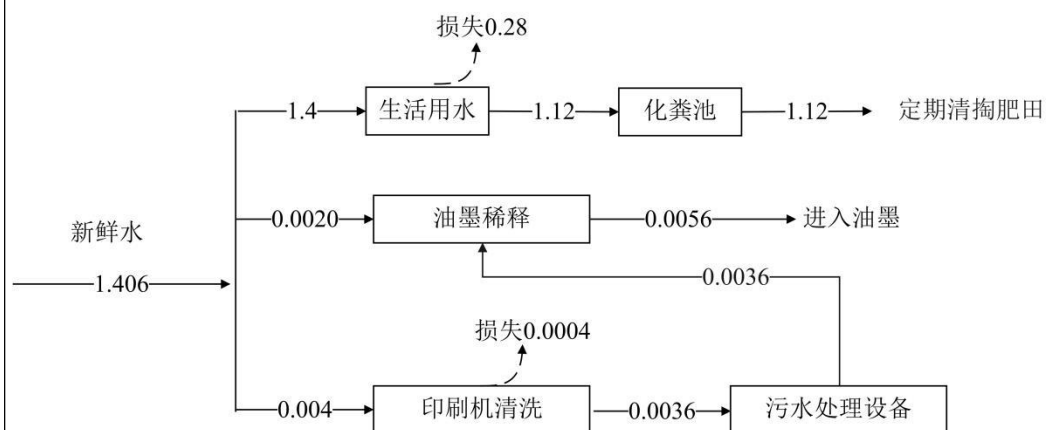 损失0.28
1.4 生活用水 1.12 化粪池 1.12 定期清掏肥田
0.0020 油墨稀释 0.0056 进入油墨
新鲜水
1.406
0.0036
损失0.0004
0.004 印刷机清洗 0.0036 污水处理设备